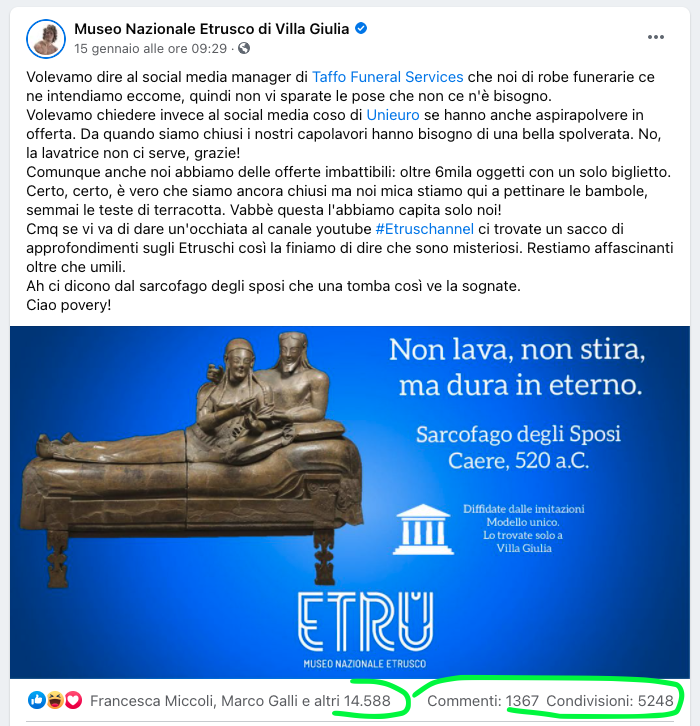 Museo Nazionale Etrusco di Villa Giulia
15 gennaio alle ore 09:29 ·
Volevamo dire al social media manager di Taffo Funeral Services che noi di robe funerarie ce
ne intendiamo eccome, quindi non vi sparate le pose che non ce n'è bisogno.
Volevamo chiedere invece al social media coso di Unieuro se hanno anche aspirapolvere in
offerta. Da quando siamo chiusi i nostri capolavori hanno bisogno di una bella spolverata. No,
la lavatrice non ci serve, grazie!
Comunque anche noi abbiamo delle offerte imbattibili: oltre 6mila oggetti con un solo biglietto.
Certo, certo, è vero che siamo ancora chiusi ma noi mica stiamo qui a pettinare le bambole,
semmai le teste di terracotta. Vabbè questa l'abbiamo capita solo noi!
Cmq se vi va di dare un'occhiata al canale youtube #Etruschannel ci trovate un sacco di
approfondimenti sugli Etruschi così la finiamo di dire che sono misteriosi. Restiamo affascinanti
oltre che umili.
Ah ci dicono dal sarcofago degli sposi che una tomba così ve la sognate.
Ciao povery!
Non lava, non stira,
ma dura in eterno.
Sarcofago degli Sposi
Caere, 520 a.C.
Diffidate dalle imitazioni
Modello unico.
Lo trovate solo a
Villa Giulia
ETRU
MUSEO NAZIONALE ETRUSCO
Francesca Miccoli, Marco Galli e altri 14.588
Commenti: 1367 Condivisioni: 5248